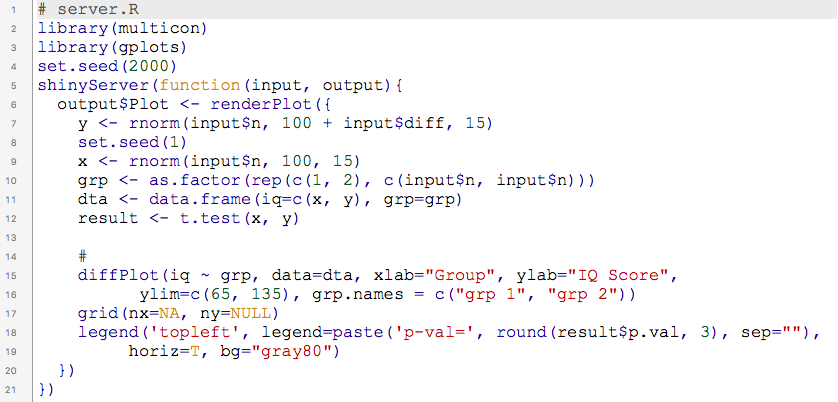 1 # server.R
2 library(multicon)
3 library(gplots)
4 set.seed(2000)
5 shinyServer(function(input, output){
6 output$Plot <- renderPlot({
7 y <- rnorm(input$n, 100 + input$diff, 15)
8 set.seed(1)
9 x <- rnorm(input$n, 100, 15)
10 grp <- as.factor(rep(c(1, 2), c(input$n, input$n)))
11 dta <- data.frame(iq=c(x, y), grp=grp)
12 result <- t.test(x, y)
13
14 #
15 diffPlot(iq ~ grp, data=dta, xlab="Group", ylab="IQ Score",
16 ylim=c(65, 135), grp.names = c("grp 1", "grp 2"))
17 grid(nx=NA, ny=NULL)
18 legend('topleft', legend=paste('p-val=', round(result$p.val, 3), sep=""),
19 horiz=T, bg="gray80")
20 })
21 })